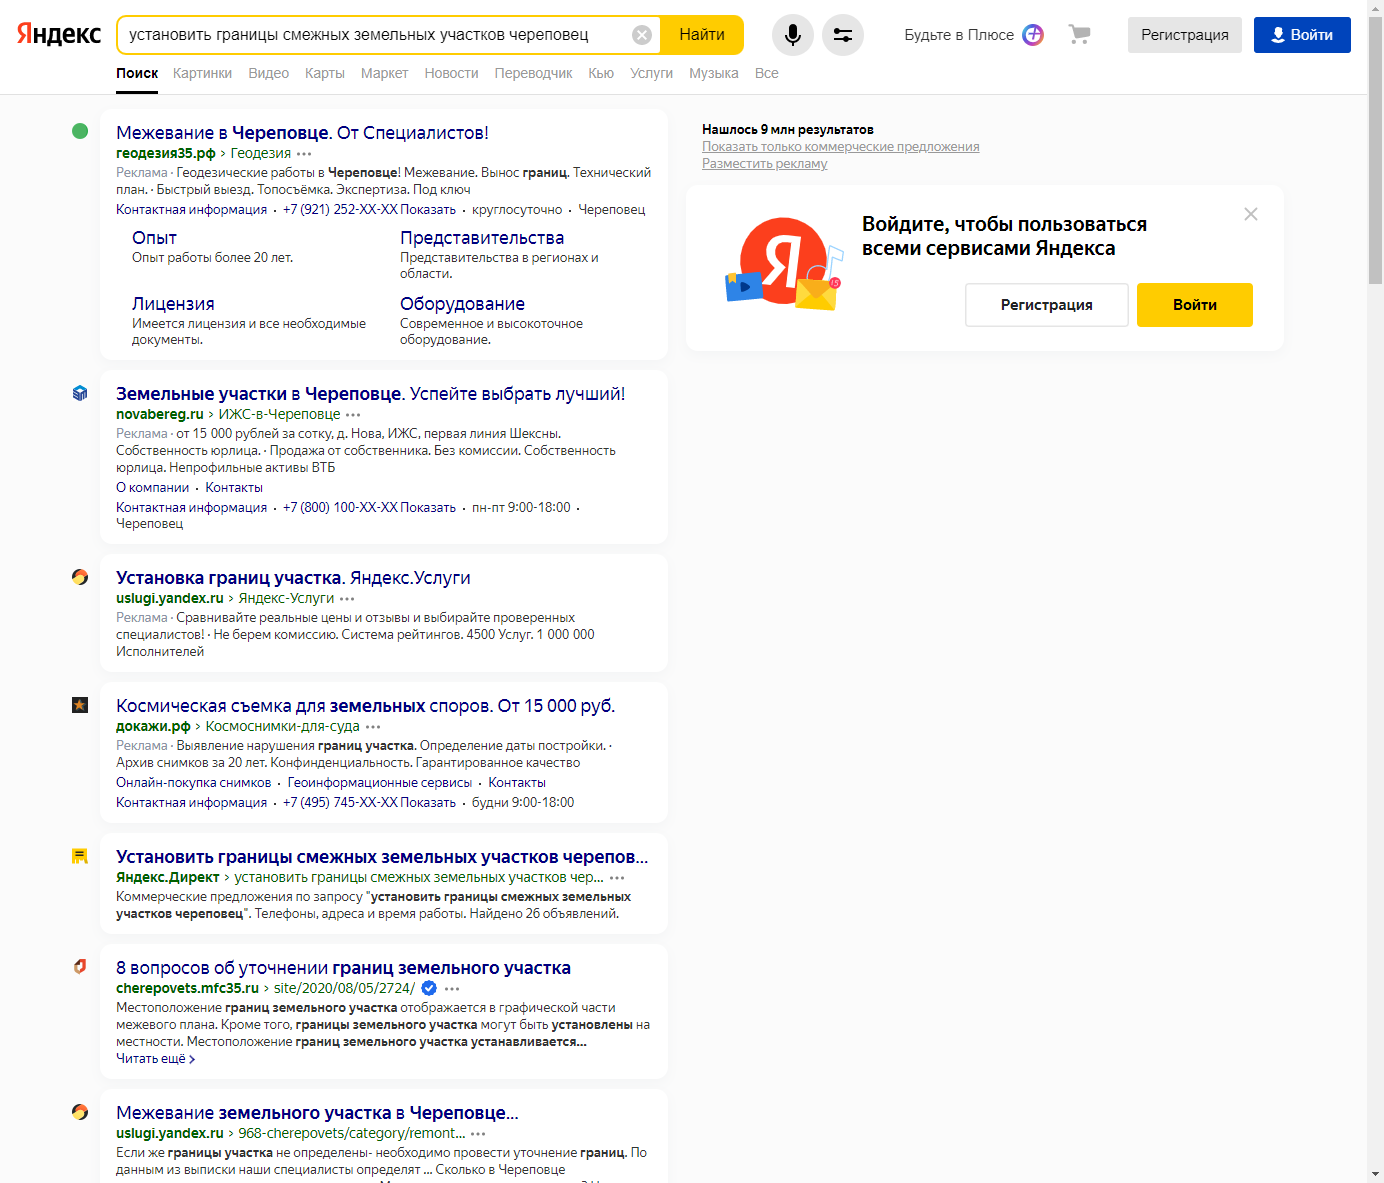 Яндекс
установить границы смежных земельных участков череповец
Найти
Будьте в Плюсе
Регистрация
Войти
Поиск Картинки Видео Карты Маркет Новости Переводчик Кью Услуги Музыка Все
Межевание в Череповце. От Специалистов!
геодезия35.рф › Геодезия
Реклама · Геодезические работы в Череповце! Межевание. Вынос границ. Технический
план. · Быстрый выезд. Топосъёмка. Экспертиза. Под ключ
Контактная информация · +7 (921) 252-XX-XX Показать · круглосуточно · Череповец
Опыт
Опыт работы более 20 лет.
Представительства
Представительства в регионах и
области.
Лицензия
Имеется лицензия и все необходимые
документы.
Оборудование
Современное и высокоточное
оборудование.
Земельные участки в Череповце. Успейте выбрать лучший!
novabereg.ru › ИЖС-в-Череповце
Реклама · от 15 000 рублей за сотку, д. Нова, ИЖС, первая линия Шексны.
Собственность юрлица. · Продажа от собственника. Без комиссии. Собственность
юрлица. Непрофильные активы ВТБ
О компании · Контакты
Контактная информация · +7 (800) 100-XX-XX Показать · пн-пт 9:00-18:00 ·
Череповец
Установка границ участка. Яндекс.Услуги
uslugi.yandex.ru › Яндекс-Услуги
Реклама · Сравнивайте реальные цены и отзывы и выбирайте проверенных
специалистов! · Не берем комиссию. Система рейтингов. 4500 Услуг. 1 000 000
Исполнителей
Космическая съемка для земельных споров. От 15 000 руб.
докажи.рф › Космоснимки-для-суда
Реклама · Выявление нарушения границ участка. Определение даты постройки. ·
Архив снимков за 20 лет. Конфинденциальность. Гарантированное качество
Онлайн-покупка снимков · Геоинформационные сервисы · Контакты
Контактная информация · +7 (495) 745-XX-XX Показать · будни 9:00-18:00
Установить границы смежных земельных участков черепов...
Яндекс.Директ › установить границы смежных земельных участков чер...
Коммерческие предложения по запросу "установить границы смежных земельных
участков череповец". Телефоны, адреса и время работы. Найдено 26 объявлений.
8 вопросов об уточнении границ земельного участка
cherepovets.mfc35.ru › site/2020/08/05/2724/
Местоположение границ земельного участка отображается в графической части
межевого плана. Кроме того, границы земельного участка могут быть установлены на
местности. Местоположение границ земельного участка устанавливается...
Читать ещё ›
Межевание земельного участка в Череповце...
uslugi.yandex.ru › 968-cherepovets/category/remont...
Если же границы участка не определены- необходимо провести уточнение границ. По
данным из выписки наши специалисты определят ... Сколько в Череповце
Нашлось 9 млн результатов
Показать только коммерческие предложения
Разместить рекламу
Я
15
Войдите, чтобы пользоваться
всеми сервисами Яндекса
Регистрация
Войти